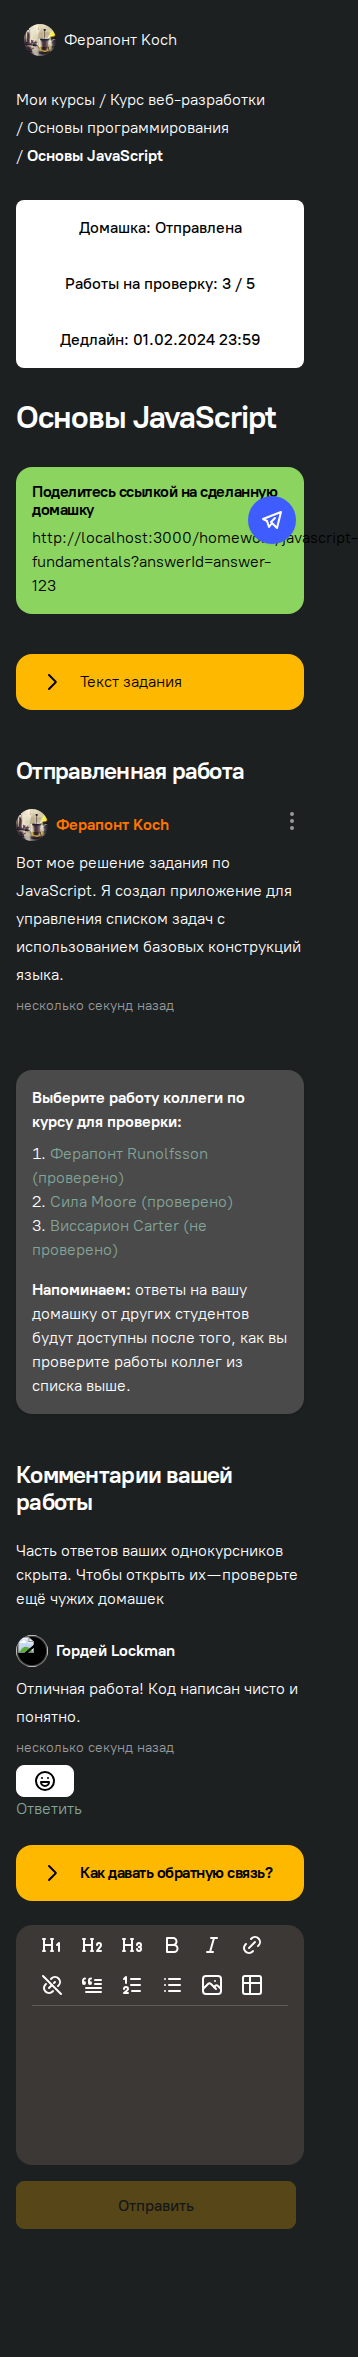 Ферапонт Koch
Мои курсы / Курс веб-разработки
/ Основы программирования
/ Основы JavaScript
Домашка: Отправлена
Работы на проверку: 3 / 5
Дедлайн: 01.02.2024 23:59
Основы JavaScript
Поделитесь ссылкой на сделанную
домашку
http://localhost:3000/homework/javascript-
fundamentals?answerId=answer-
123
Текст задания
Отправленная работа
Ферапонт Koch
Вот мое решение задания по
JavaScript. Я создал приложение для
управления списком задач с
использованием базовых конструкций
языка.
несколько секунд назад
Выберите работу коллеги по
курсу для проверки:
1. Ферапонт Runolfsson
(проверено)
2. Сила Moore (проверено)
3. Виссарион Carter (не
проверено)
Напоминаем: ответы на вашу
домашку от других студентов
будут доступны после того, как вы
проверите работы коллег из
списка выше.
Комментарии вашей
работы
Часть ответов ваших однокурсников
скрыта. Чтобы открыть их—проверьте
ещё чужих домашек
Гордей Lockman
Отличная работа! Код написан чисто и
понятно.
несколько секунд назад
Ответить
Как давать обратную связь?
H1 H2 H3 B I
Отправить